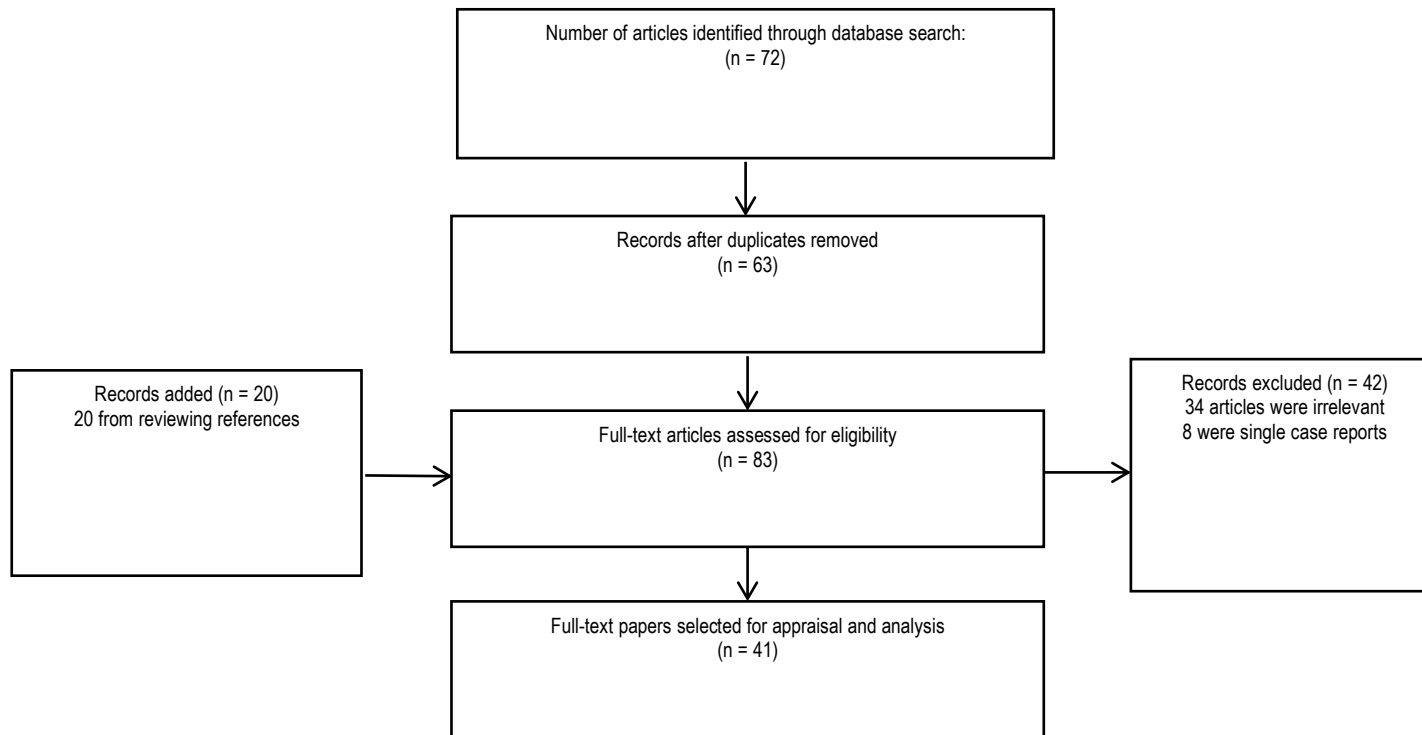 Number of articles identified through database search:
(n = 72)
Records after duplicates removed
(n = 63)
Records added (n = 20)
20 from reviewing references
Full-text articles assessed for eligibility
(n = 83)
Records excluded (n = 42)
34 articles were irrelevant
8 were single case reports
Full-text papers selected for appraisal and analysis
(n = 41)